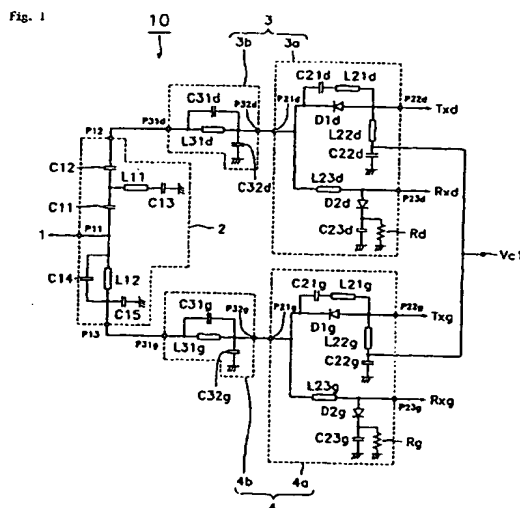 Fig. 1
10
3
3b
3a
C21d
L21d
P31d
C31d
P32d
P21d
P22d
Txd
D1d
P12
L31d
L22d
C32d
C22d
C12
L11
C13
L23d
Rxd
P23d
C11
D2d
2
C23d
Rd
1
P11
Vc1
C14
L12
C21g
L21g
C15
C31g
P32g
P21g
P22g
Txg
D1g
P13
P31g
L31g
L22g
C22g
C32g
L23g
Rxg
P23g
D2g
C23g
Rg
4b
4a
4